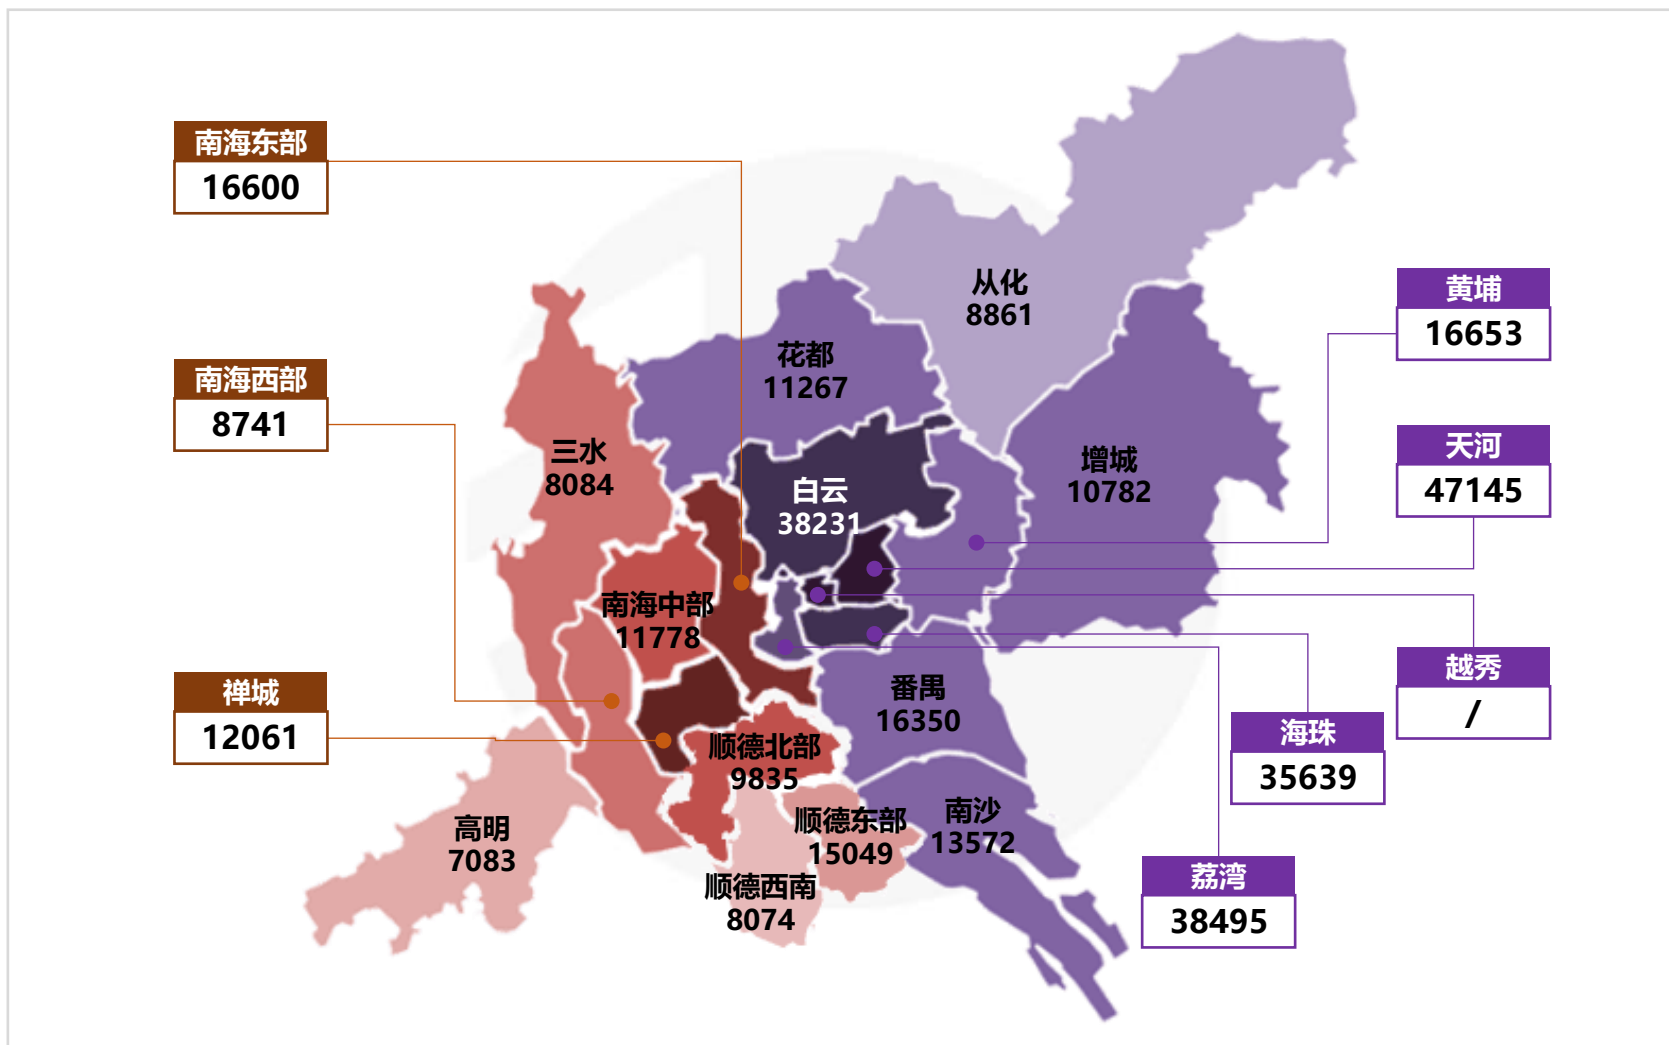 南海东部
16600
南海西部
8741
禅城
12061
从化
8861
花都
11267
三水
8084
白云
38231
增城
10782
南海中部
11778
番禺
16350
顺德北部
9835
顺德东部
15049
南沙
13572
高明
7083
顺德西南
8074
黄埔
16653
天河
47145
越秀
/
海珠
35639
荔湾
38495